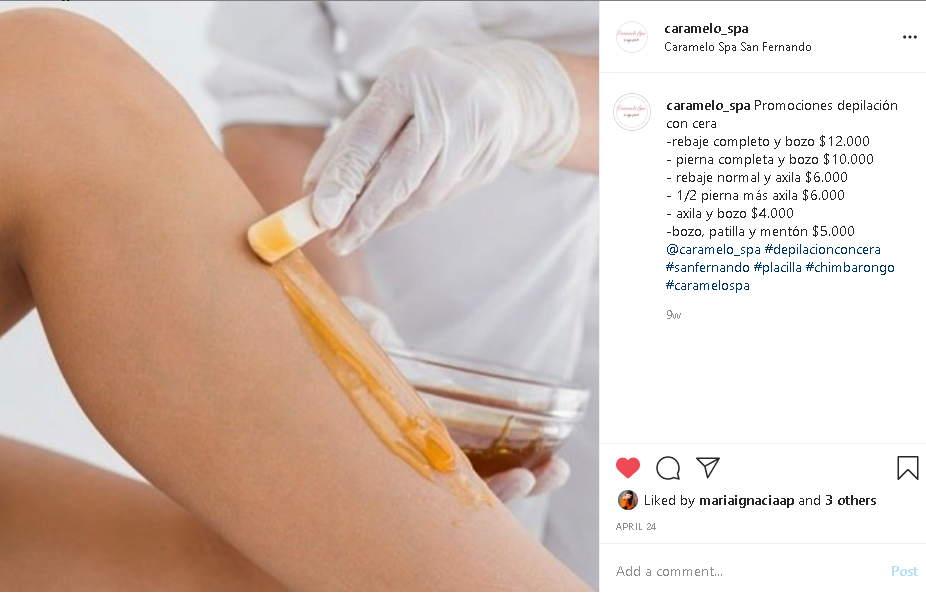 caramelo_spa
Caramelo Spa San Fernando
caramelo_spa Promociones depilación
con cera
-rebaje completo y bozo $12.000
- pierna completa y bozo $10.000
- rebaje normal y axila $6.000
- 1/2 pierna más axila $6.000
- axila y bozo $4.000
-bozo, patilla y mentón $5.000
@caramelo_spa #depilacionconcera
#sanfernando #placilla #chimbarongo
#caramelospa
9w
Liked by mariaignaciaap and 3 others
APRIL 24
Add a comment...
Post